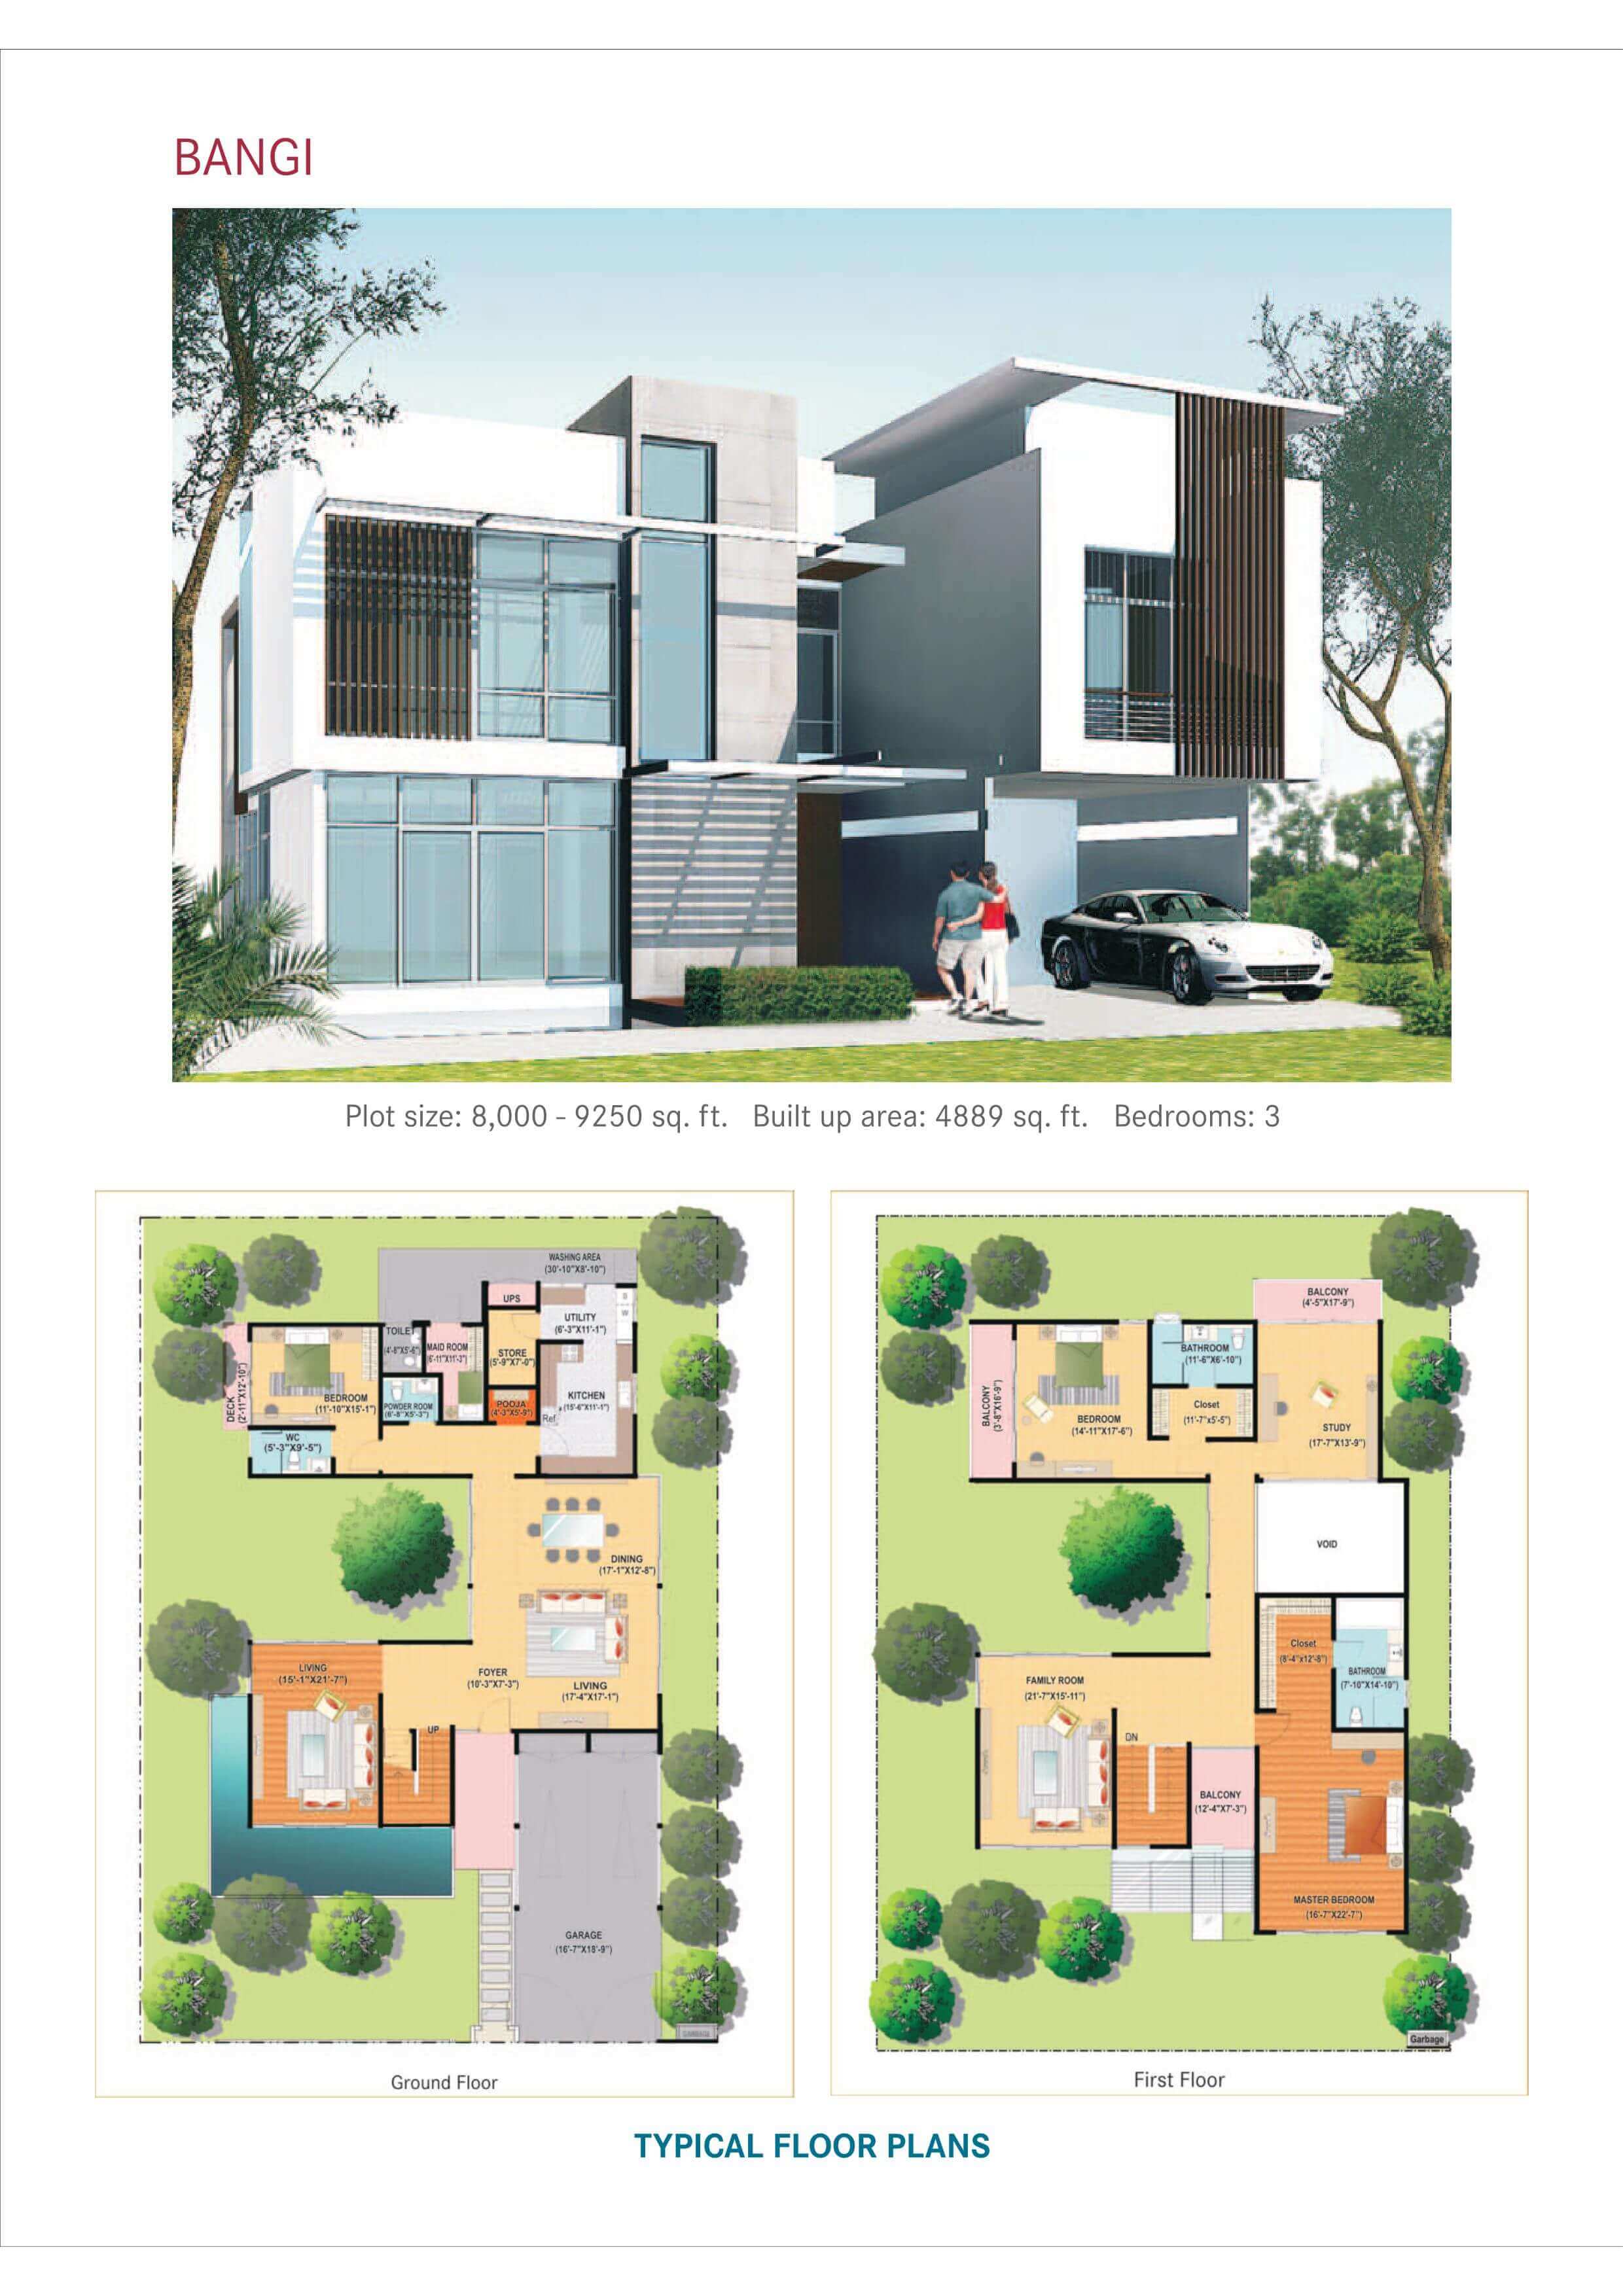 BANGI
Plot size: 8,000 - 9250 sq. ft. Built up area: 4889 sq. ft. Bedrooms: 3
WASHING AREA
(30'-10"X8'-10")
UPS
S
W
UTILITY
(6'-3"X11'-1")
TOILET
(4'-8"X5'-6")
MAID ROOM
(6'-11"X11'-3")
STORE
(5'-9"X7'-0")
DECK
(2'-11"X12'-10")
BEDROOM
(11'-10"X15'-1")
POWDER ROOM
(6'-8"X5'-3")
POOJA
(4'-3"X5'-9")
KITCHEN
(15'-6"X11'-1")
Ref.
WC
(5'-3"X9'-5")
DINING
(17'-1"X12'-8")
LIVING
(15'-1"X21'-7")
FOYER
(10'-3"X7'-3")
LIVING
(17'-4"X17'-1")
UP
GARAGE
(16'-7"X18'-9")
GARBAGE
Ground Floor
BALCONY
(4'-5"X17'-9")
BATHROOM
(11'-6"X6'-10")
BALCONY
(3'-8"X16'-9")
BEDROOM
(14'-11"X17'-6")
Closet
(11'-7"x5'-5")
STUDY
(17'-7"X13'-9")
VOID
Closet
(8'-4"x12'-8")
BATHROOM
(7'-10"X14'-10")
FAMILY ROOM
(21'-7"X15'-11")
DN
BALCONY
(12'-4"X7'-3")
MASTER BEDROOM
(16'-7"X22'-7")
Garbage
First Floor
TYPICAL FLOOR PLANS